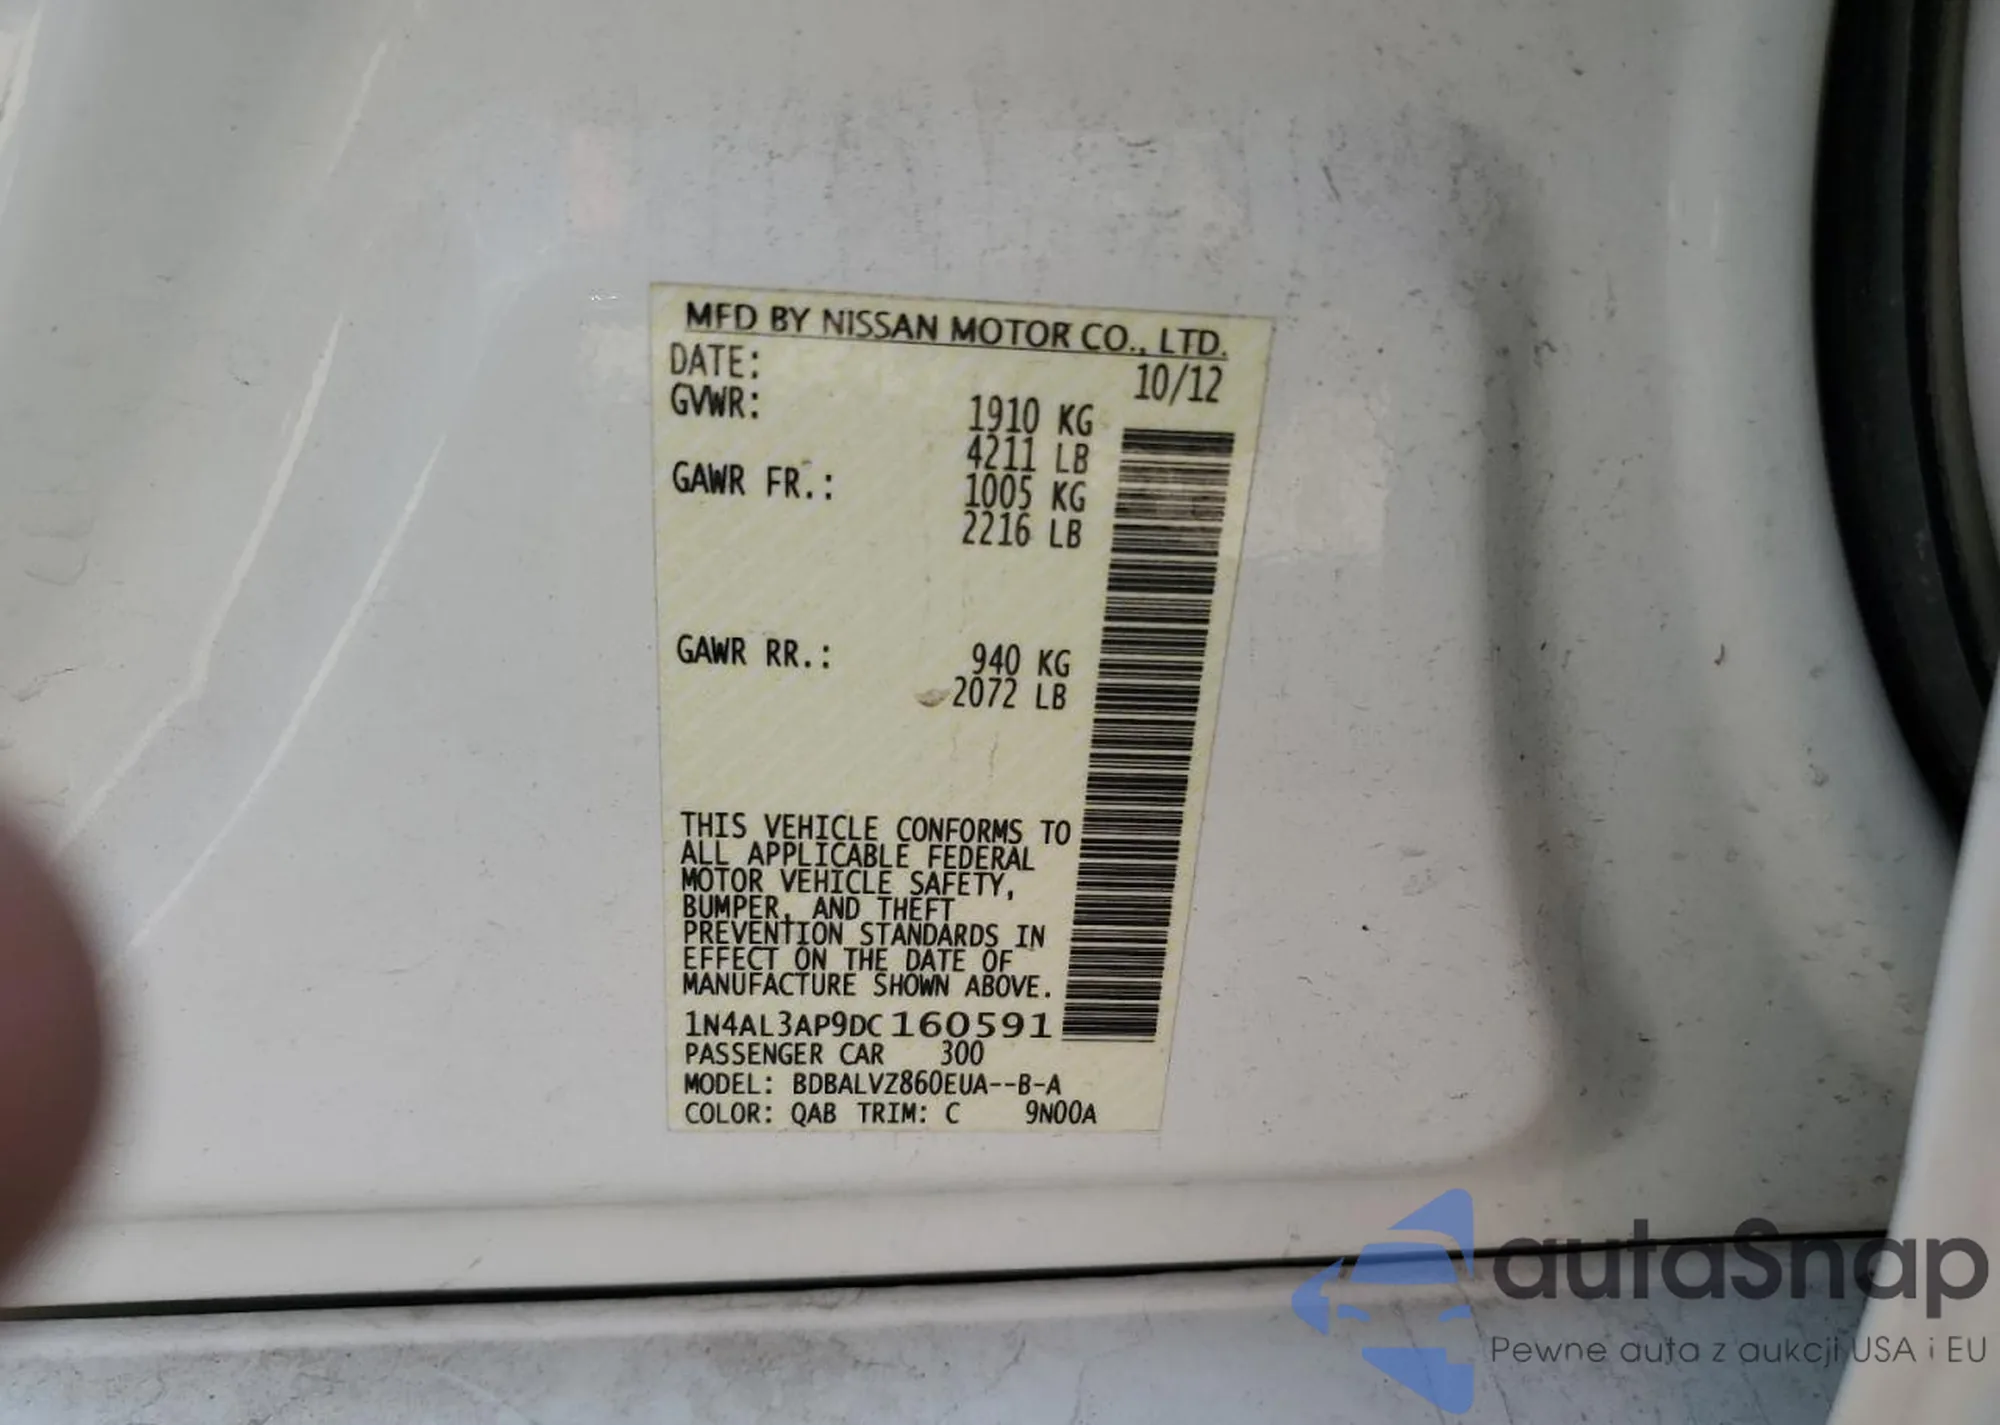 MFD BY NISSAN MOTOR CO., LTD.
DATE: 10/12
GVWR: 1910 KG
4211 LB
GAWR FR.: 1005 KG
2216 LB
GAWR RR.: 940 KG
2072 LB
THIS VEHICLE CONFORMS TO
ALL APPLICABLE FEDERAL
MOTOR VEHICLE SAFETY,
BUMPER, AND THEFT
PREVENTION STANDARDS IN
EFFECT ON THE DATE OF
MANUFACTURE SHOWN ABOVE.
1N4AL3AP9DC160591
PASSENGER CAR 300
MODEL: BDBALVZ860EUA--B-A
COLOR: QAB TRIM: C 9N00A
autaSnap
Pewne auta z aukcji USA i EU